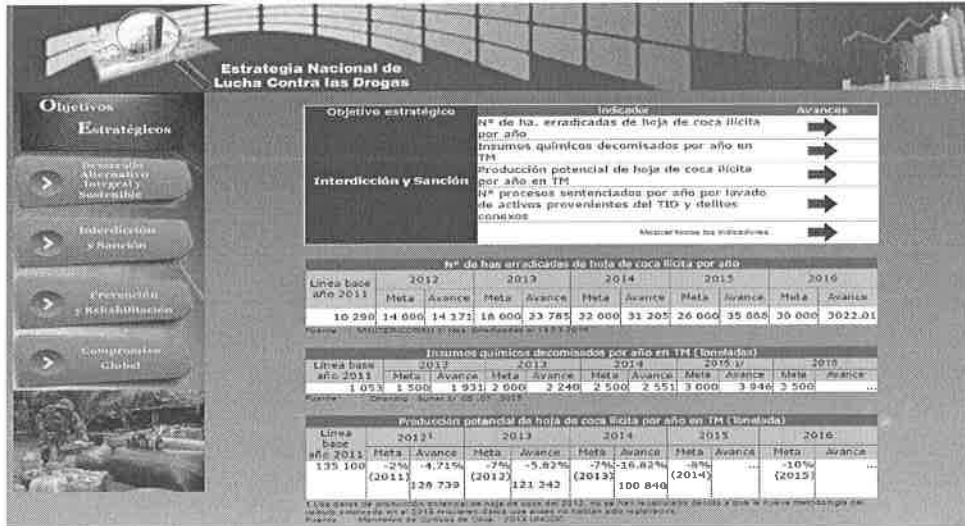 Estrategia Nacional de
Lucha Contra las Drogas
Objetivos
Estratégicos
Desarrollo
Alternativo
Integral y
Sostenible
Interdicción
y Sanción
Prevención
y Rehabilitación
Compromiso
Global
Objetivo estratégico Indicador Avances
Interdicción y Sanción
N° de ha. erradicadas de hoja de coca ilícita
por año
Insumos químicos decomisados por año en
TM
Producción potencial de hoja de coca ilícita
por año en TM
N° procesos sentenciados por año por lavado
de activos provenientes del TID y delitos
conexos
Mostrar todos los indicadores
N° de has erradicadas de hoja de coca ilícita por año
Línea base
año 2011 2012 2013 2014 2015 2016
Meta Avance Meta Avance Meta Avance Meta Avance Meta Avance
10 290 14 000 14 171 18 000 23 785 22 000 31 205 26 000 35 868 30 000 3022.01
Insumos químicos decomisados por año en TM (Toneladas)
Línea base
año 2011 2012 2013 2014 2015 2016
Meta Avance Meta Avance Meta Avance Meta Avance Meta Avance
1 053 1 500 1 931 2 000 2 240 2 500 2 551 3 000 3 946 3 500 ...
Producción potencial de hoja de coca ilícita por año en TM (Tonelada)
Línea
base
año 2011 2012¹ 2013 2014 2015 2016
Meta Avance Meta Avance Meta Avance Meta Avance Meta Avance
135 100 -2% -4,71% -7% -5.82% -7% -16.82% -8% ... -10% ...
(2011) 128 739 (2012) 121 242 (2013) 100 840 (2014) (2015)